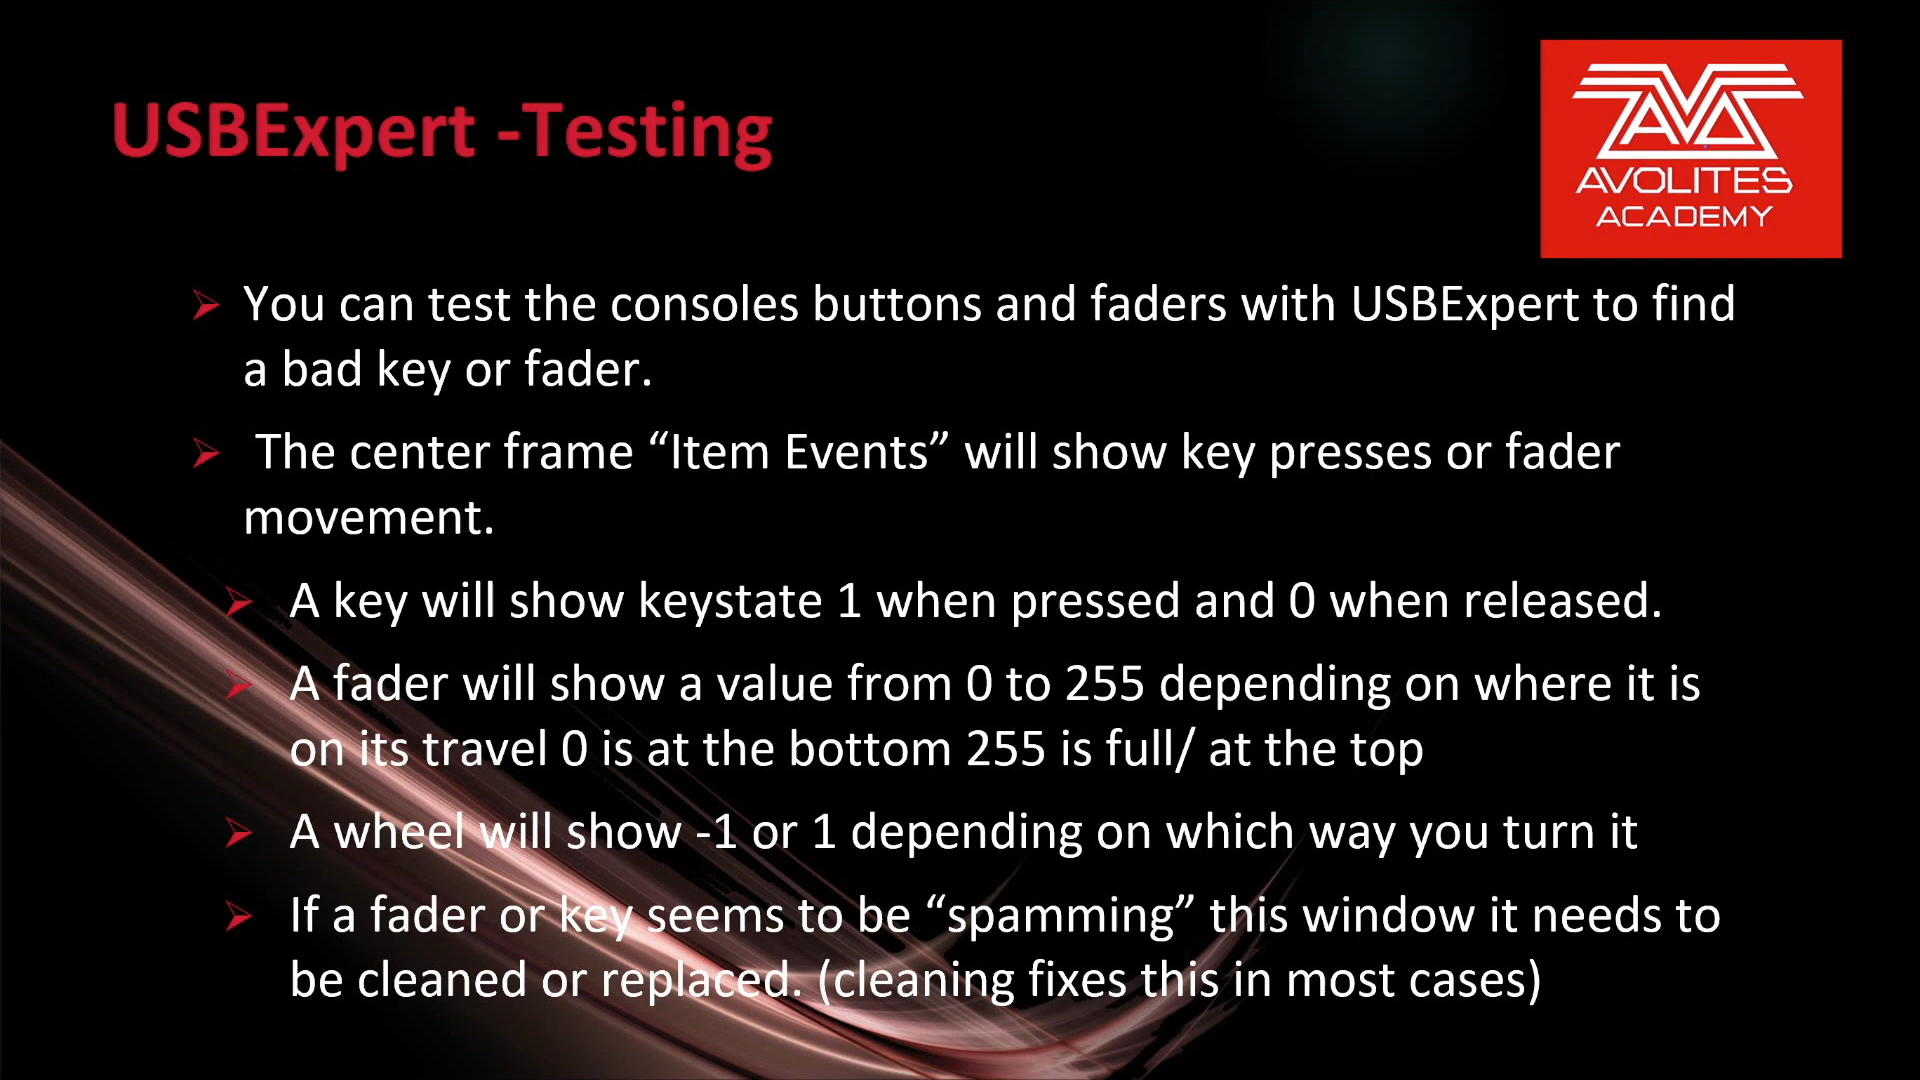 USBExpert -Testing
AVOLITES
ACADEMY
You can test the consoles buttons and faders with USBExpert to find
a bad key or fader.
The center frame “Item Events” will show key presses or fader
movement.
A key will show keystate 1 when pressed and 0 when released.
A fader will show a value from 0 to 255 depending on where it is
on its travel 0 is at the bottom 255 is full/ at the top
A wheel will show -1 or 1 depending on which way you turn it
If a fader or key seems to be “spamming” this window it needs to
be cleaned or replaced. (cleaning fixes this in most cases)